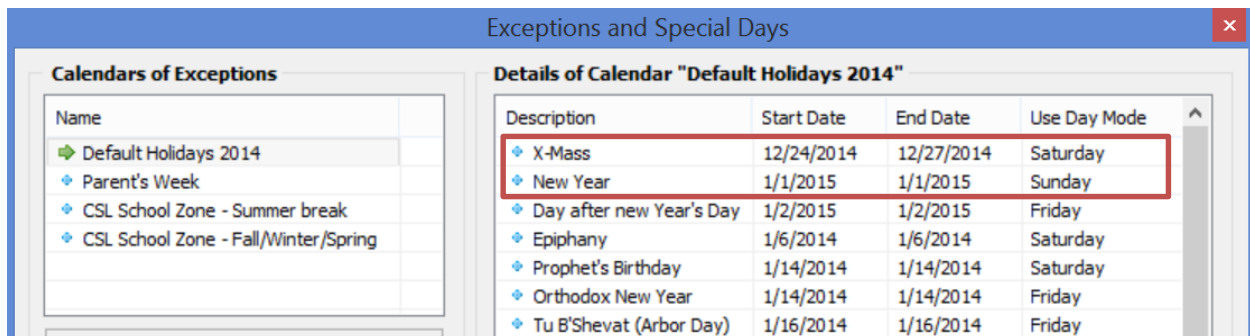 Exceptions and Special Days
Calendars of Exceptions
Name
Default Holidays 2014
Parent's Week
CSL School Zone - Summer break
CSL School Zone - Fall/Winter/Spring
Details of Calendar "Default Holidays 2014"
Description Start Date End Date Use Day Mode
X-Mass 12/24/2014 12/27/2014 Saturday
New Year 1/1/2015 1/1/2015 Sunday
Day after new Year's Day 1/2/2015 1/2/2015 Friday
Epiphany 1/6/2014 1/6/2014 Saturday
Prophet's Birthday 1/14/2014 1/14/2014 Saturday
Orthodox New Year 1/14/2014 1/14/2014 Friday
Tu B'Shevat (Arbor Day) 1/16/2014 1/16/2014 Friday